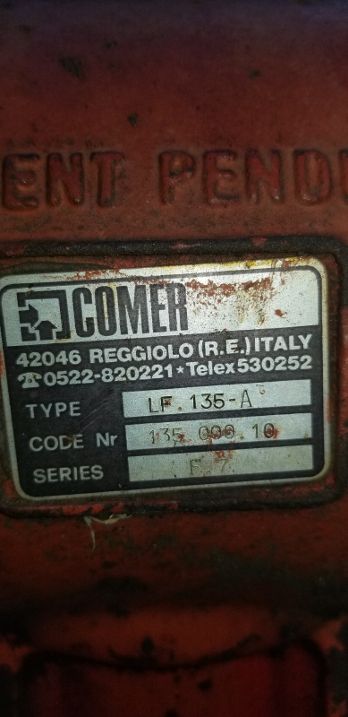 ENT PENDI
COMER
42046 REGGIOLO (R.E.) ITALY
☎0522-820221*Telex 530252
TYPE LF.135-A
CODE Nr 135.000.10
SERIES F.7